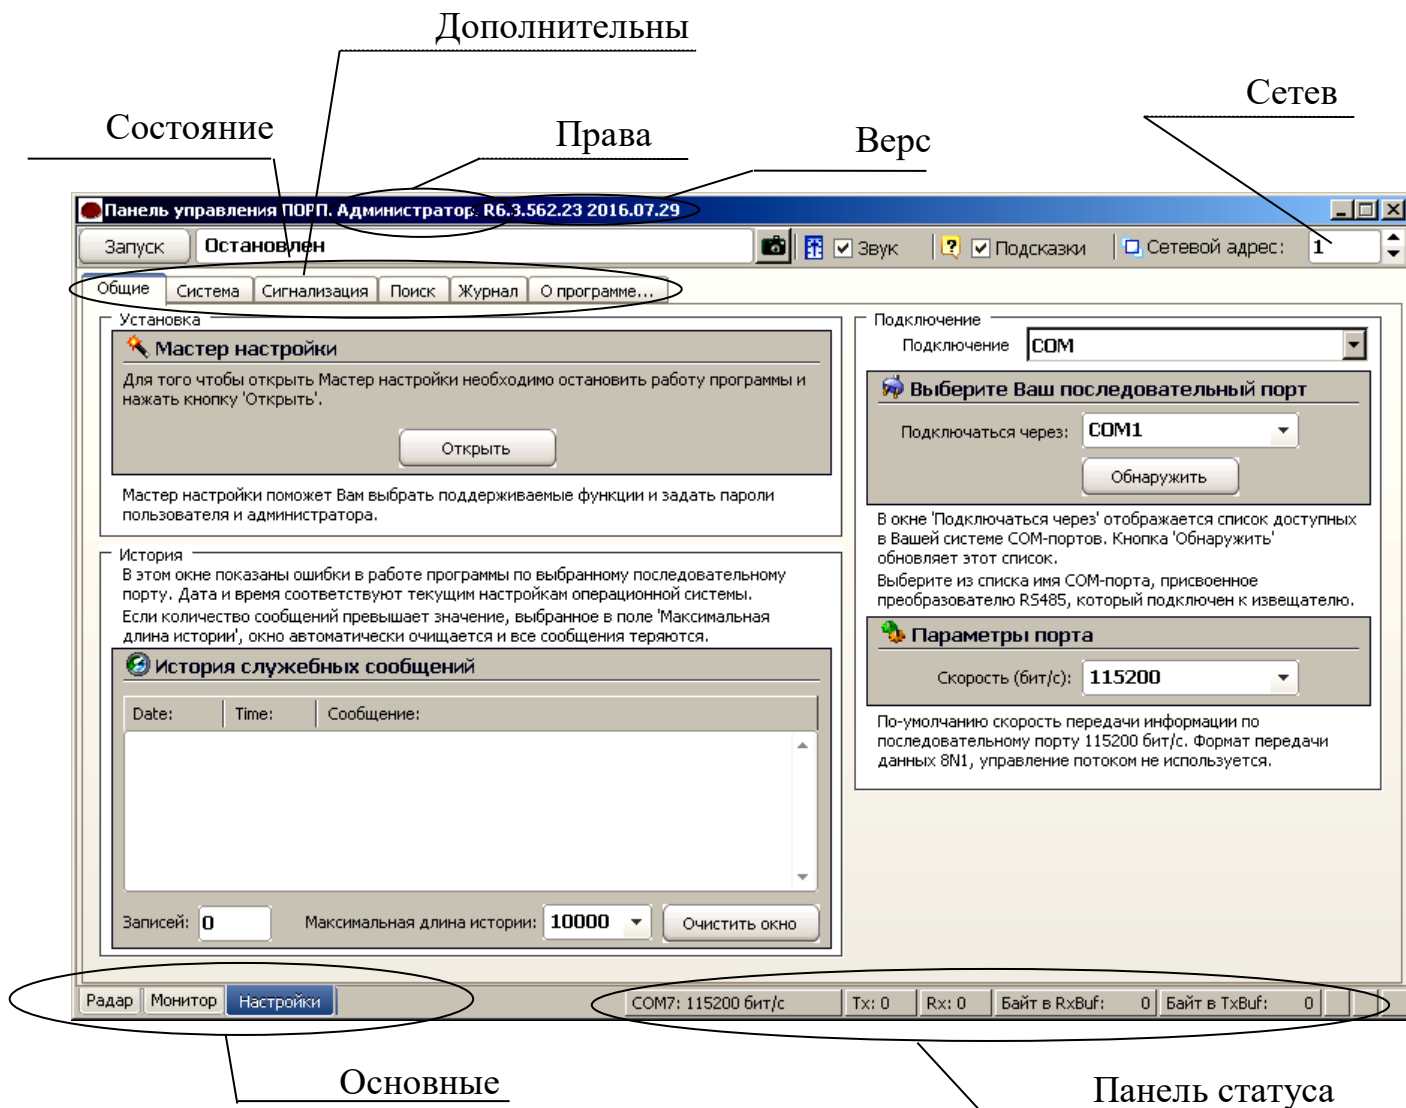 Дополнительны
Сетев
Состояние
Права
Верс
Панель управления ПОРП. Администратор R6.3.562.23 2016.07.29
Запуск Остановлен Звук Подсказки Сетевой адрес: 1
Общие Система Сигнализация Поиск Журнал О программе...
Установка
Мастер настройки
Для того чтобы открыть Мастер настройки необходимо остановить работу программы и
нажать кнопку 'Открыть'.
Открыть
Мастер настройки поможет Вам выбрать поддерживаемые функции и задать пароли
пользователя и администратора.
История
В этом окне показаны ошибки в работе программы по выбранному последовательному
порту. Дата и время соответствуют текущим настройкам операционной системы.
Если количество сообщений превышает значение, выбранное в поле 'Максимальная
длина истории', окно автоматически очищается и все сообщения теряются.
История служебных сообщений
Date: Time: Сообщение:
Записей: 0 Максимальная длина истории: 10000 Очистить окно
Подключение
Подключение COM
Выберите Ваш последовательный порт
Подключаться через: COM1
Обнаружить
В окне 'Подключаться через' отображается список доступных
в Вашей системе COM-портов. Кнопка 'Обнаружить'
обновляет этот список.
Выберите из списка имя COM-порта, присвоенное
преобразователю RS485, который подключен к извещателю.
Параметры порта
Скорость (бит/с): 115200
По-умолчанию скорость передачи информации по
последовательному порту 115200 бит/с. Формат передачи
данных 8N1, управление потоком не используется.
Радар Монитор Настройки COM7: 115200 бит/с Tx: 0 Rx: 0 Байт в RxBuf: 0 Байт в TxBuf: 0
Основные
Панель статуса